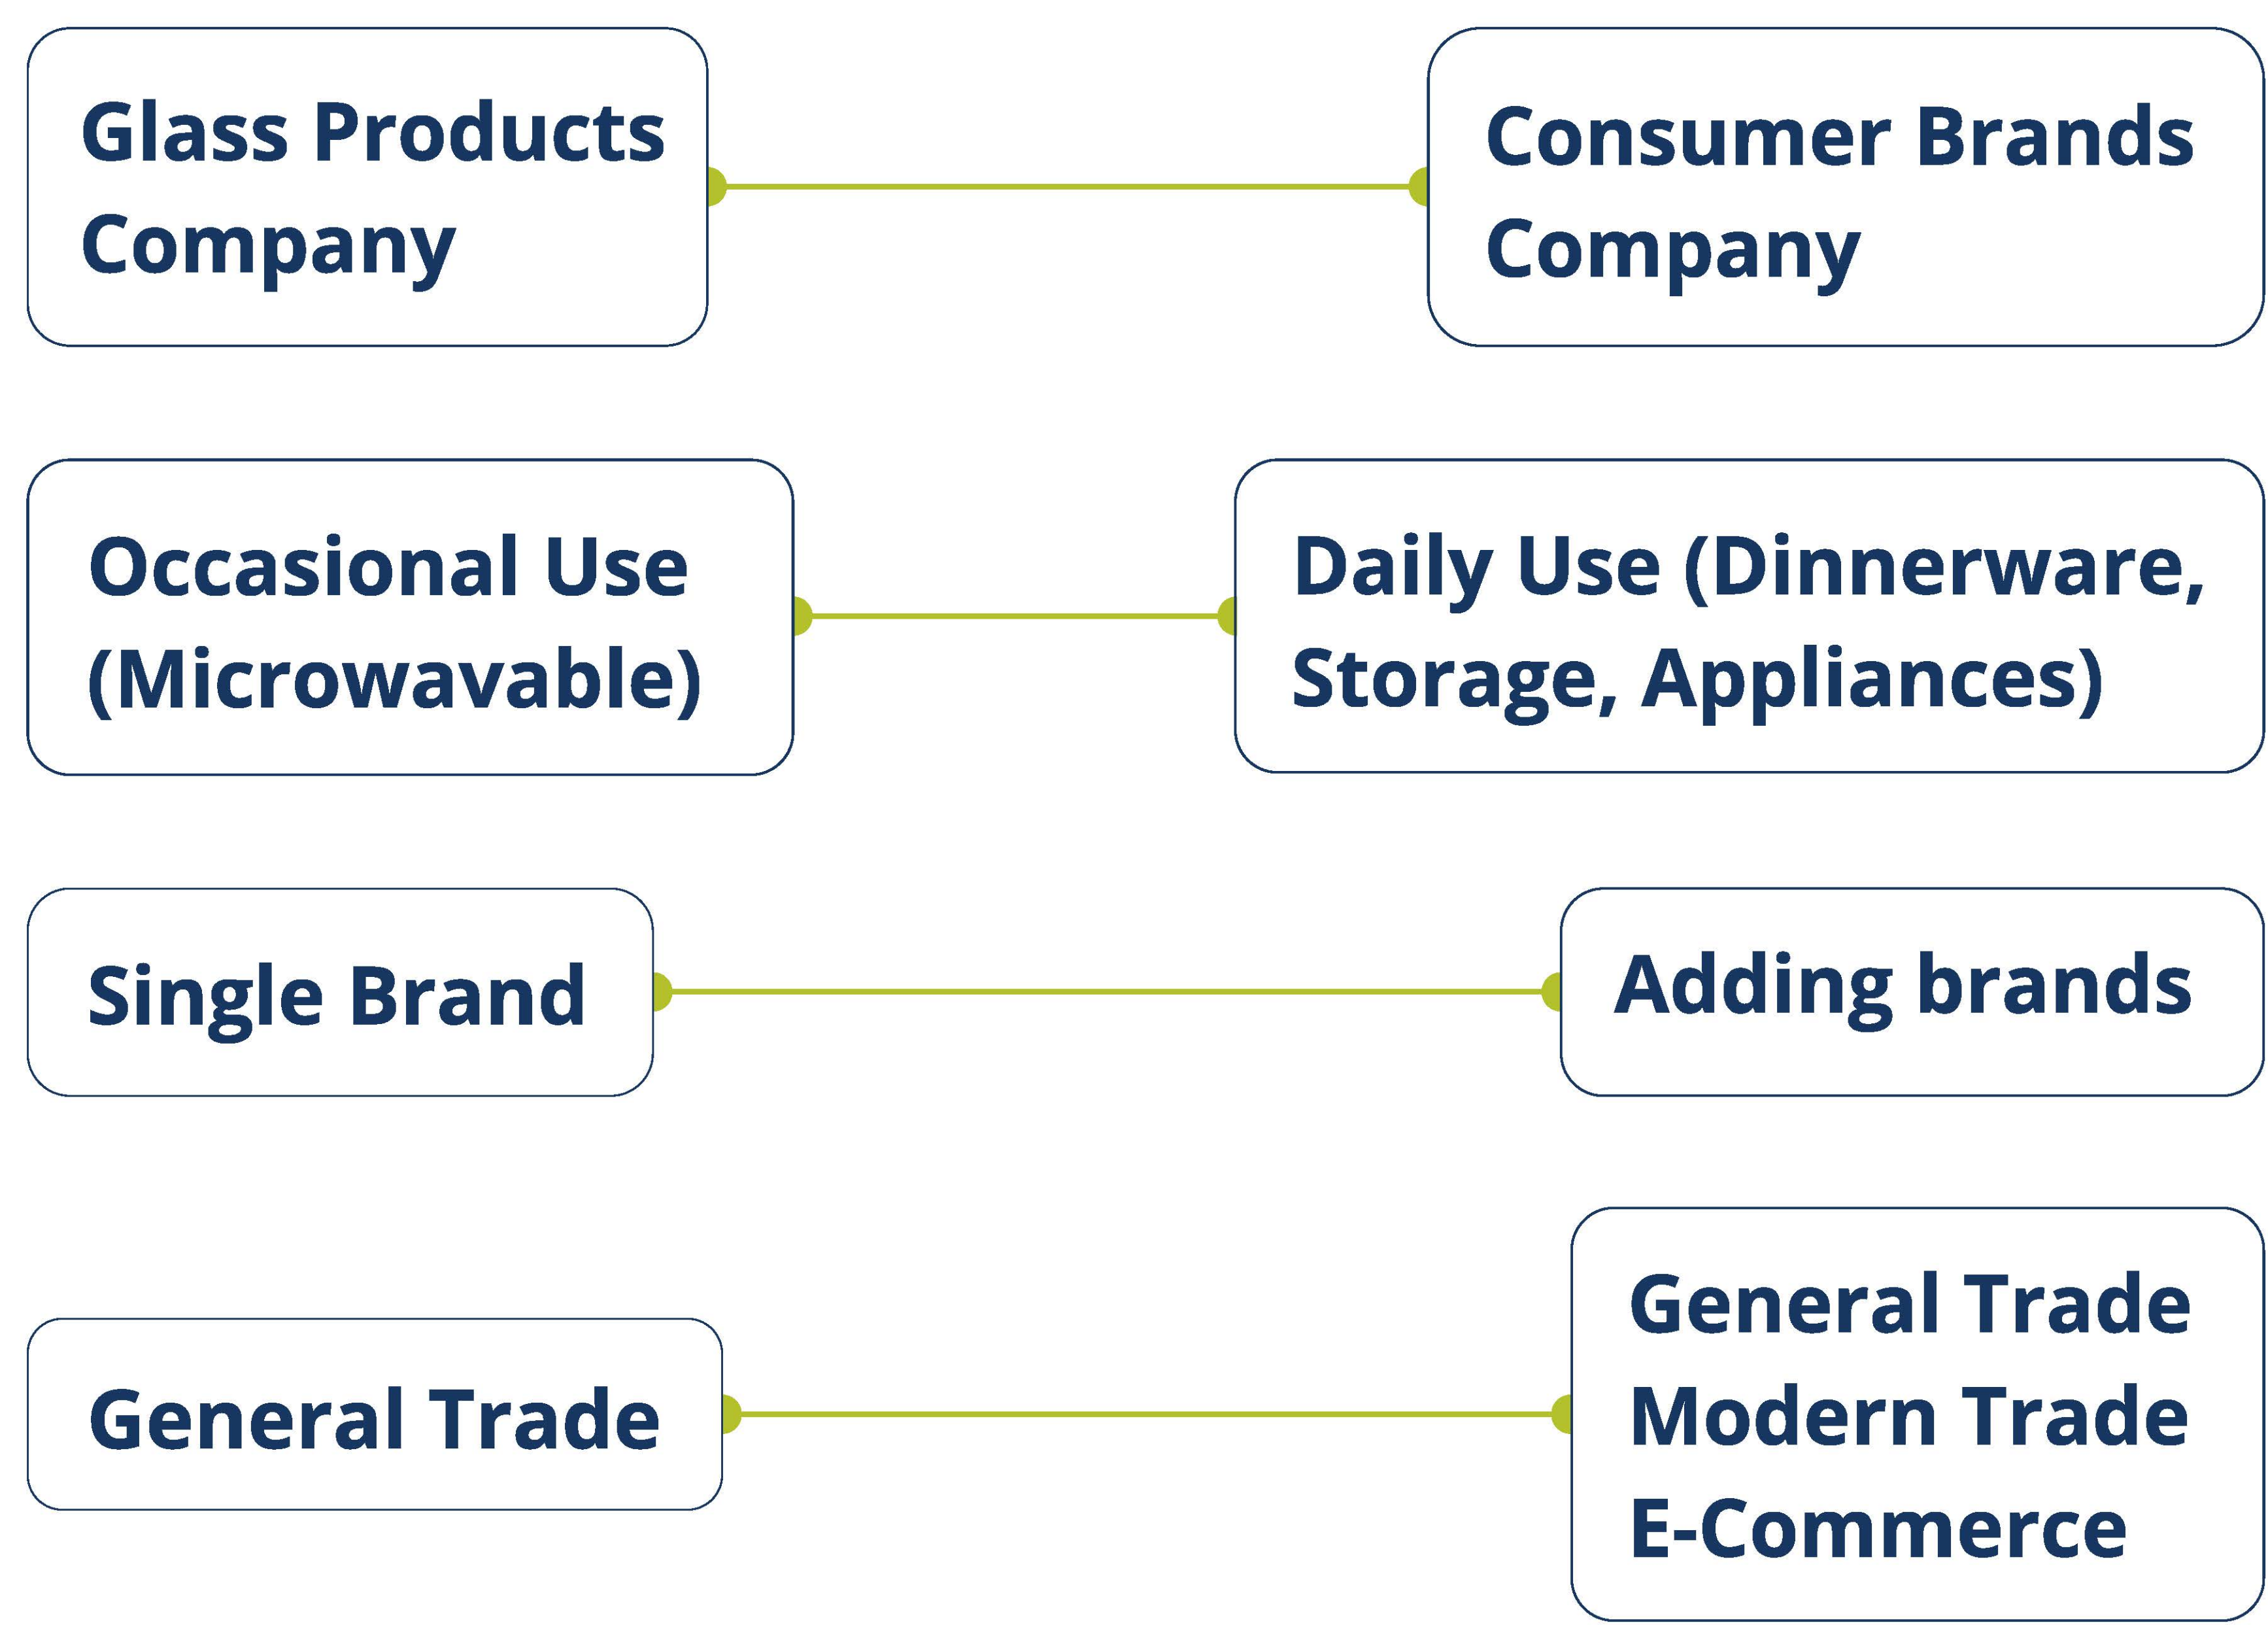 Glass Products
Company
Consumer Brands
Company
Occasional Use
(Microwavable)
Daily Use (Dinnerware,
Storage, Appliances)
Single Brand
Adding brands
General Trade
General Trade
Modern Trade
E-Commerce